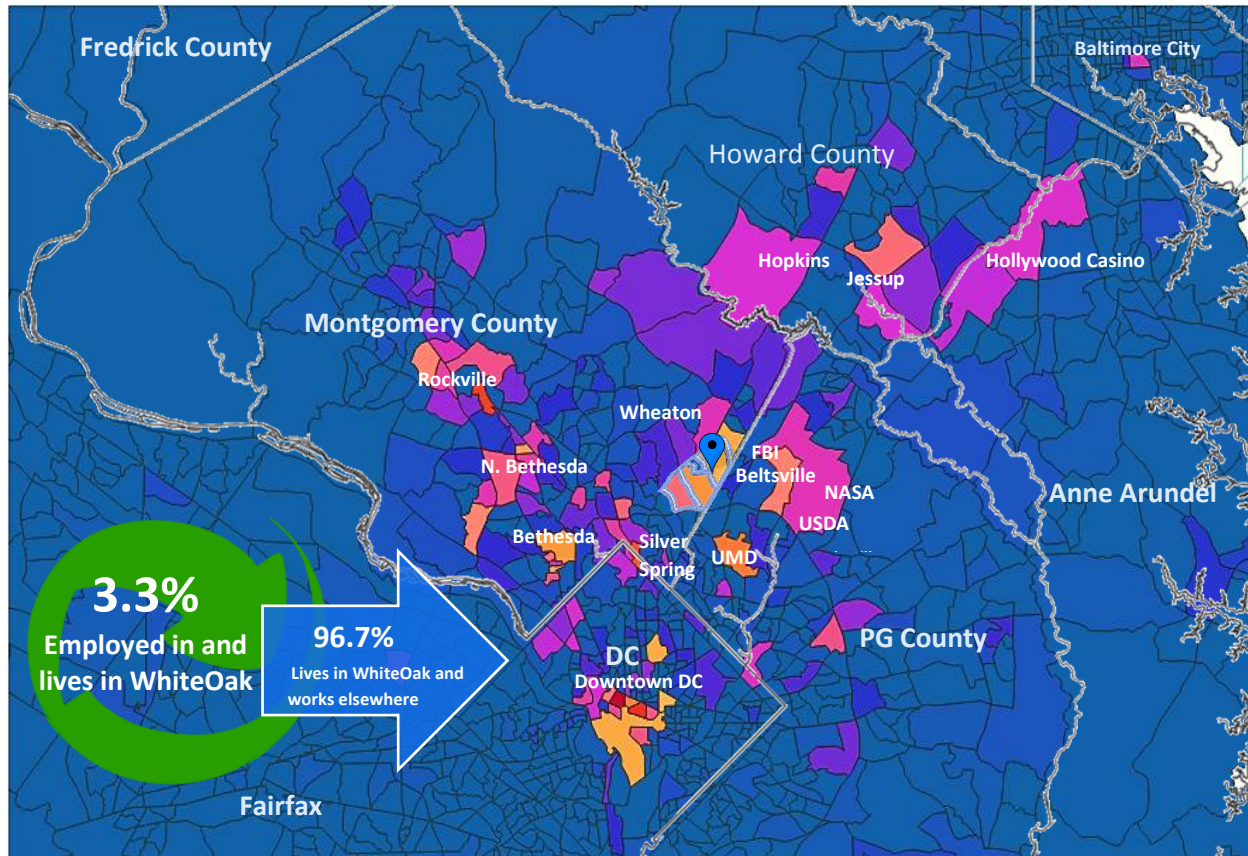 Fredrick County
Baltimore City
Howard County
Hopkins
Jessup
Hollywood Casino
Montgomery County
Rockville
Wheaton
FBI
Beltsville
N. Bethesda
NASA
Anne Arundel
USDA
Bethesda
Silver
Spring
UMD
3.3%
Employed in and
lives in WhiteOak
96.7%
Lives in WhiteOak and
works elsewhere
DC
Downtown DC
PG County
Fairfax